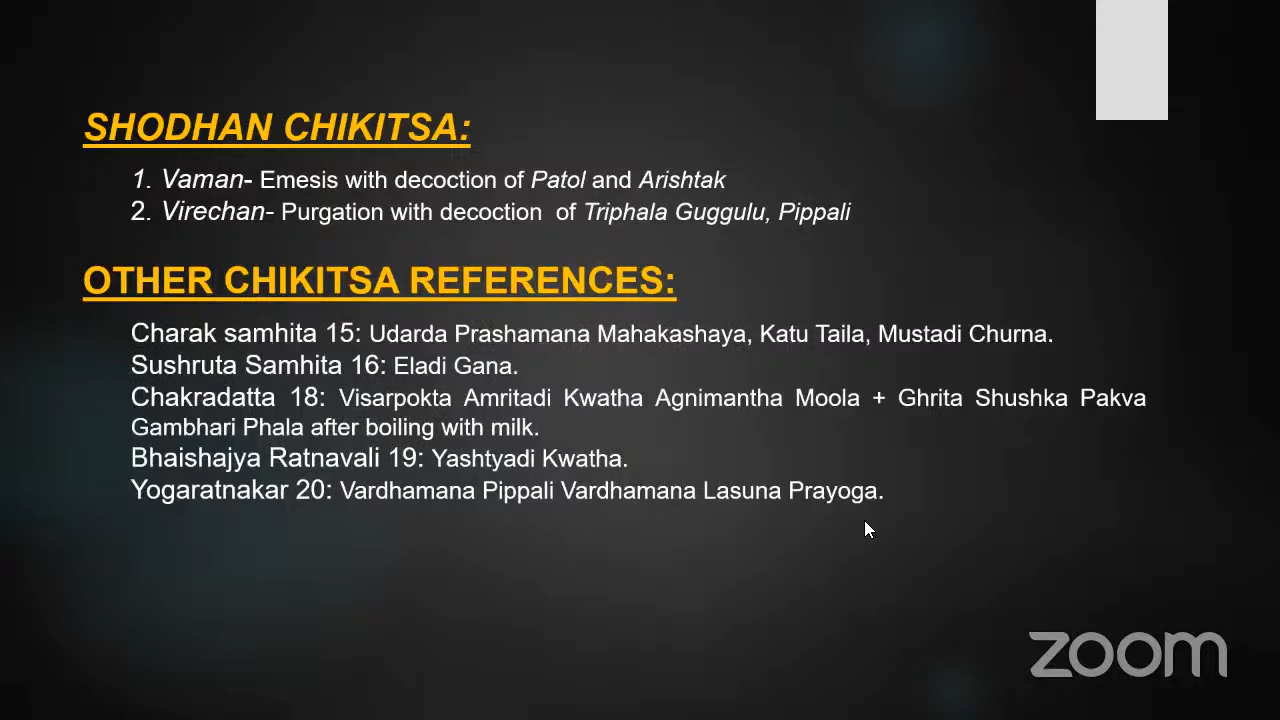 SHODHAN CHIKITSA:
1. Vaman- Emesis with decoction of Patol and Arishtak
2. Virechan- Purgation with decoction of Triphala Guggulu, Pippali
OTHER CHIKITSA REFERENCES:
Charak samhita 15: Udarda Prashamana Mahakashaya, Katu Taila, Mustadi Churna.
Sushruta Samhita 16: Eladi Gana.
Chakradatta 18: Visarpokta Amritadi Kwatha Agnimantha Moola + Ghrita Shushka Pakva
Gambhari Phala after boiling with milk.
Bhaishajya Ratnavali 19: Yashtyadi Kwatha.
Yogaratnakar 20: Vardhamana Pippali Vardhamana Lasuna Prayoga.
zoom